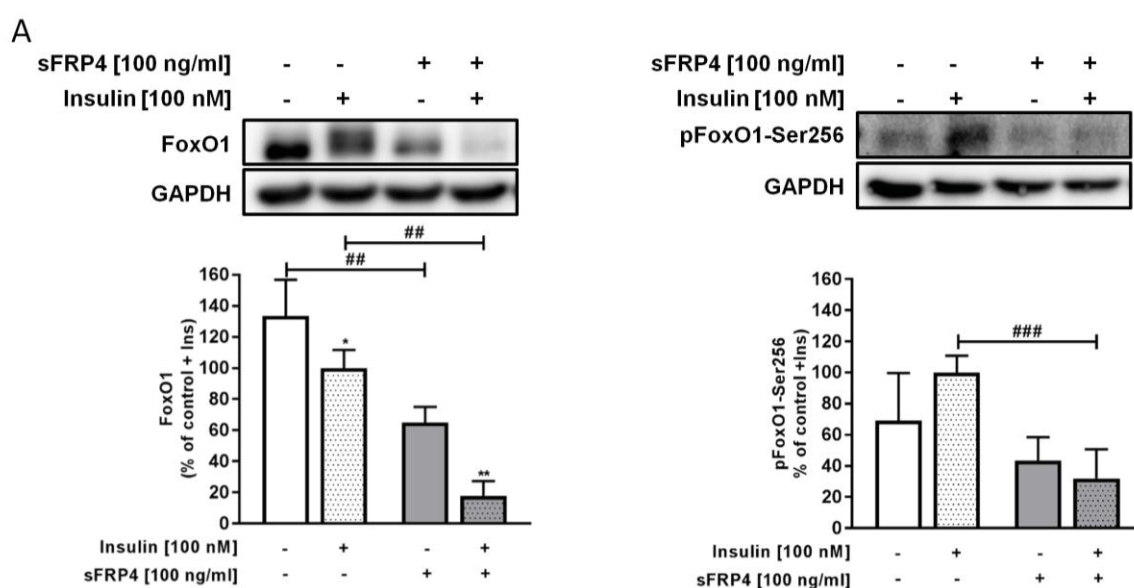 A
sFRP4 [100 ng/ml] - - + +
Insulin [100 nM] - + - +
FoxO1
GAPDH
##
##
160
140
120
100
80
60
40
20
0
*
**
FoxO1
(% of control + Ins)
Insulin [100 nM] - + - +
sFRP4 [100 ng/ml] - - + +
sFRP4 [100 ng/ml] - - + +
Insulin [100 nM] - + - +
pFoxO1-Ser256
GAPDH
###
160
140
120
100
80
60
40
20
0
pFoxO1-Ser256
% of control +Ins)
Insulin [100 nM] - + - +
sFRP4 [100 ng/ml] - - + +